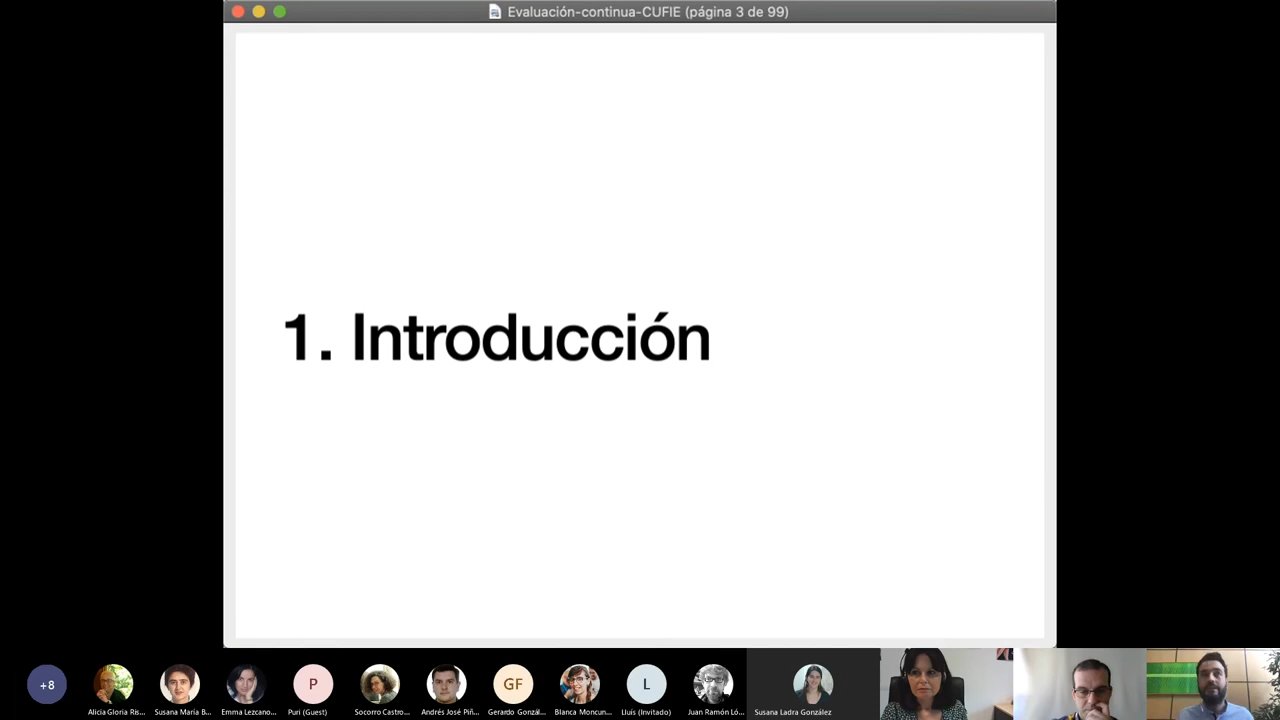 Evaluación-continua-CUFIE (página 3 de 99)
1. Introducción
+8
P
GF
L
Alicia Gloria Ris...
Susana María B...
Emma Lezcano...
Puri (Guest)
Socorro Castro...
Andrés José Piñ...
Gerardo Gonzál...
Blanca Moncun...
Lluís (Invitado)
Juan Ramón Ló...
Susana Ladra González